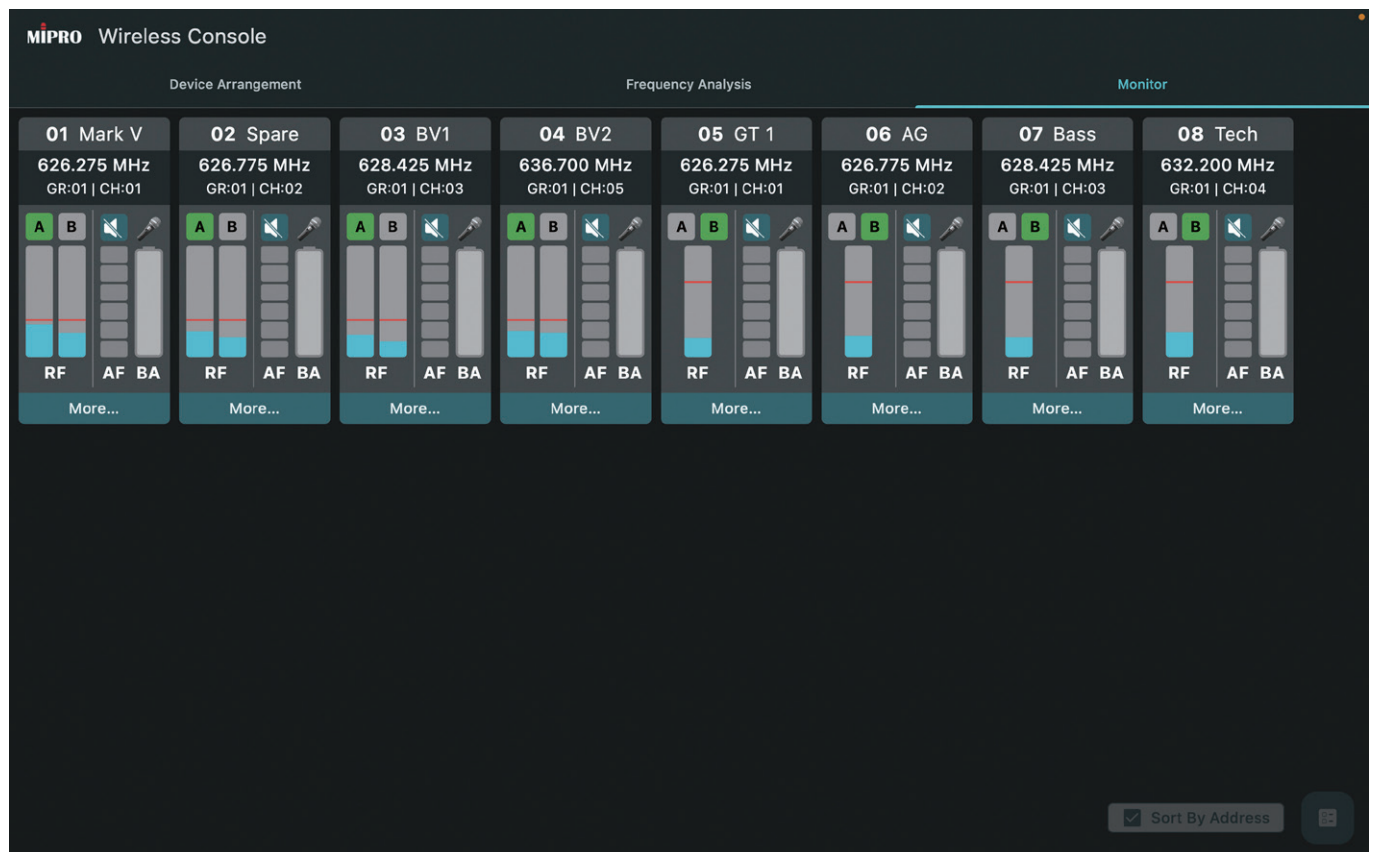 MIPRO Wireless Console
Device Arrangement Frequency Analysis Monitor
01 Mark V 02 Spare 03 BV1 04 BV2 05 GT 1 06 AG 07 Bass 08 Tech
626.275 MHz 626.775 MHz 628.425 MHz 636.700 MHz 626.275 MHz 626.775 MHz 628.425 MHz 632.200 MHz
GR:01 | CH:01 GR:01 | CH:02 GR:01 | CH:03 GR:01 | CH:05 GR:01 | CH:01 GR:01 | CH:02 GR:01 | CH:03 GR:01 | CH:04
A B A B A B A B A B A B A B A B
RF AF BA RF AF BA RF AF BA RF AF BA RF AF BA RF AF BA RF AF BA RF AF BA
More... More... More... More... More... More... More... More...
Sort By Address